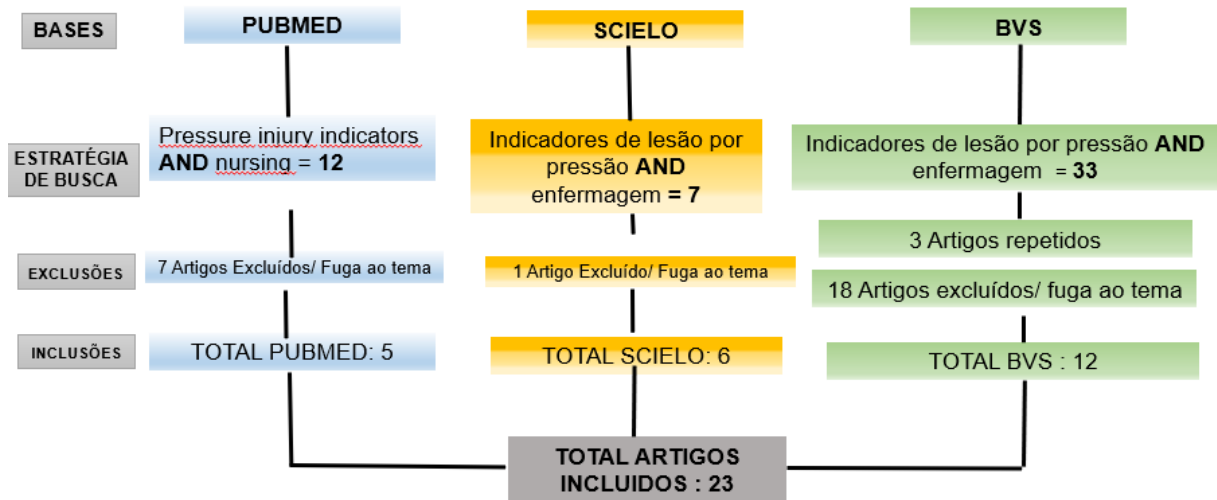 BASES
PUBMED
SCIELO
BVS
ESTRATÉGIA
DE BUSCA
Pressure injury indicators
AND nursing = 12
Indicadores de lesão por
pressão AND
enfermagem = 7
Indicadores de lesão por pressão AND
enfermagem = 33
3 Artigos repetidos
EXCLUSÕES
7 Artigos Excluídos/ Fuga ao tema
1 Artigo Excluído/ Fuga ao tema
18 Artigos excluídos/ fuga ao tema
INCLUSÕES
TOTAL PUBMED: 5
TOTAL SCIELO: 6
TOTAL BVS : 12
TOTAL ARTIGOS
INCLUIDOS : 23